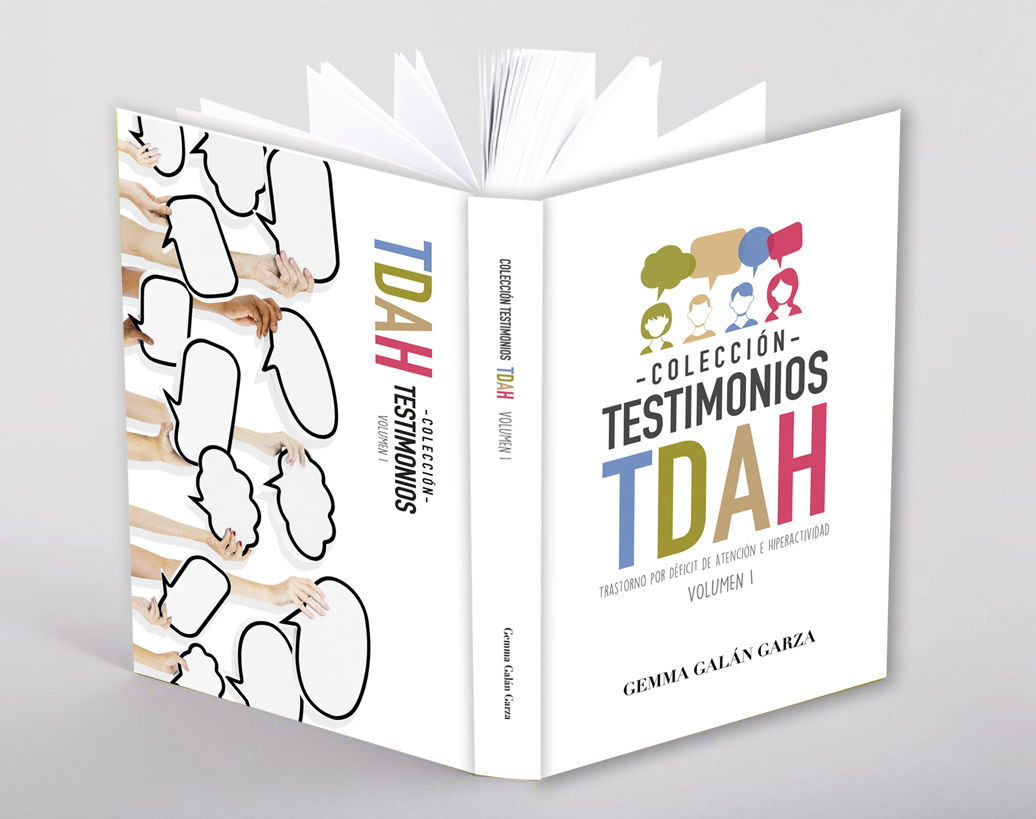 TDAH
-COLECCIÓN-
TESTIMONIOS
VOLUMEN I
COLECCIÓN TESTIMONIOS TDAH VOLUMEN I
Gemma Galán Garza
-COLECCIÓN-
TESTIMONIOS
TDAH
TRASTORNO POR DÉFICIT DE ATENCIÓN E HIPERACTIVIDAD
VOLUMEN I
GEMMA GALÁN GARZA